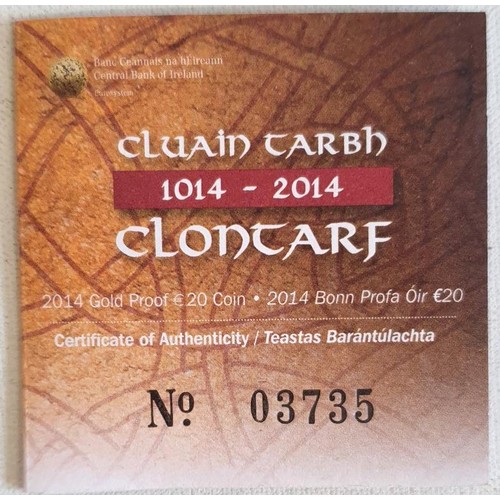 Banc Ceannais na hÉireann
Central Bank of Ireland
Eurosystem
Cluain Tarbh
1014 - 2014
Clontarf
2014 Gold Proof €20 Coin • 2014 Bonn Profa Óir €20
Certificate of Authenticity / Teastas Barántúlachta
Nº 03735